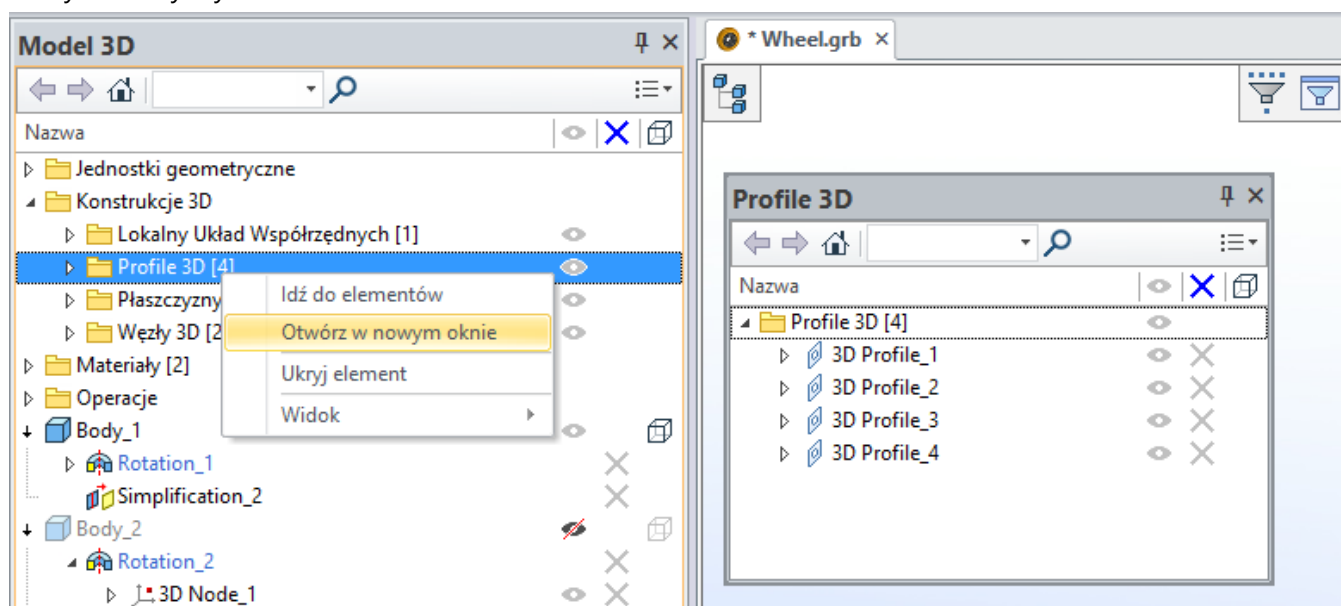 Model 3D
Nazwa
Jednostki geometryczne
Konstrukcje 3D
Lokalny Układ Współrzędnych [1]
Profile 3D [4]
Płaszczyzny
Węzły 3D [2
Materiały [2]
Operacje
Body_1
Rotation_1
Simplification_2
Body_2
Rotation_2
3D Node_1
Idź do elementów
Otwórz w nowym oknie
Ukryj element
Widok
* Wheel.grb
Profile 3D
Nazwa
Profile 3D [4]
3D Profile_1
3D Profile_2
3D Profile_3
3D Profile_4